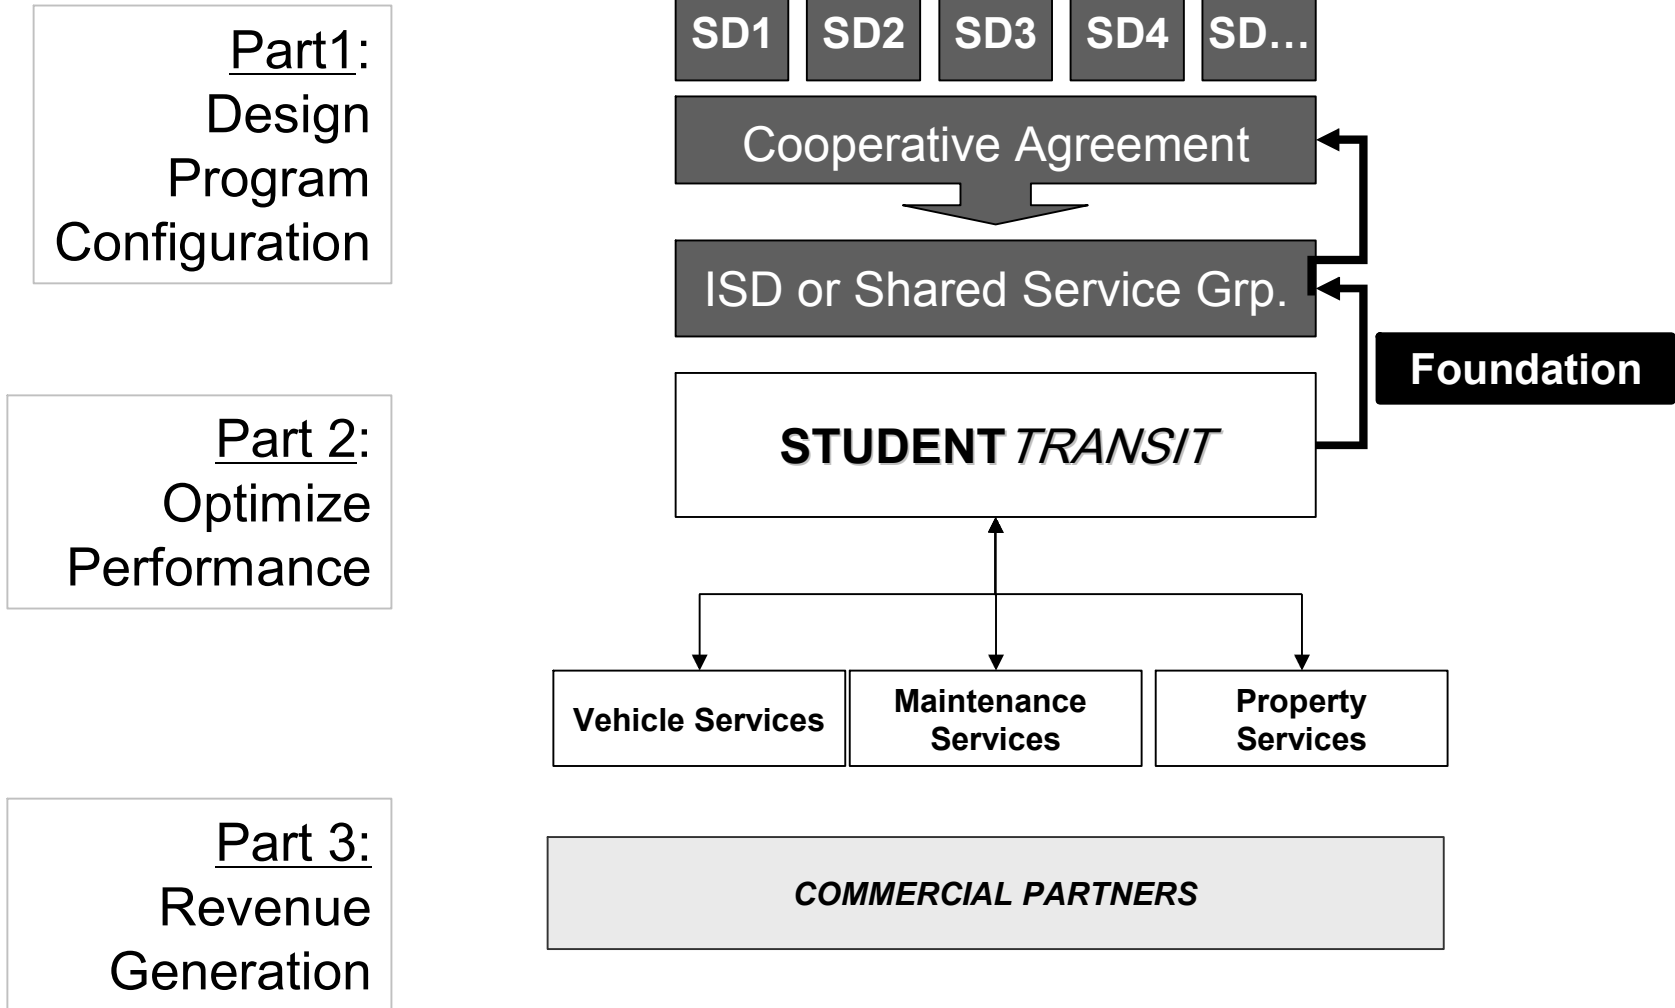 Part1:
Design
Program
Configuration
SD1 SD2 SD3 SD4 SD...
Cooperative Agreement
ISD or Shared Service Grp.
Foundation
Part 2:
Optimize
Performance
STUDENT TRANSIT
Vehicle Services
Maintenance
Services
Property
Services
Part 3:
Revenue
Generation
COMMERCIAL PARTNERS